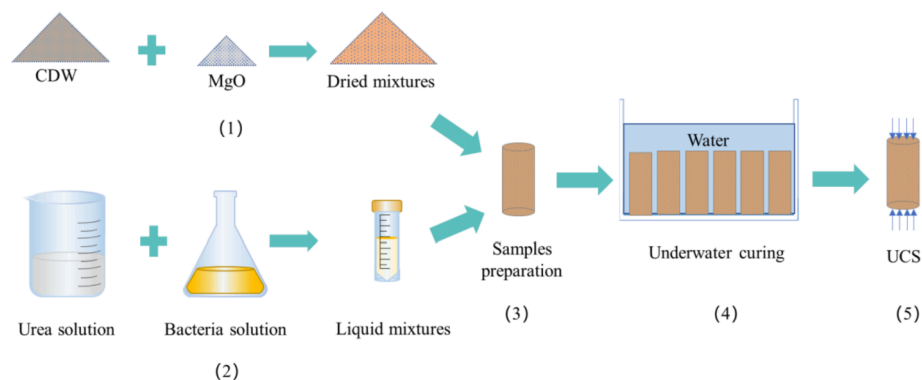 CDW
MgO
Dried mixtures
(1)
Urea solution
Bacteria solution
Liquid mixtures
(2)
Samples
preparation
(3)
Water
Underwater curing
(4)
UCS
(5)